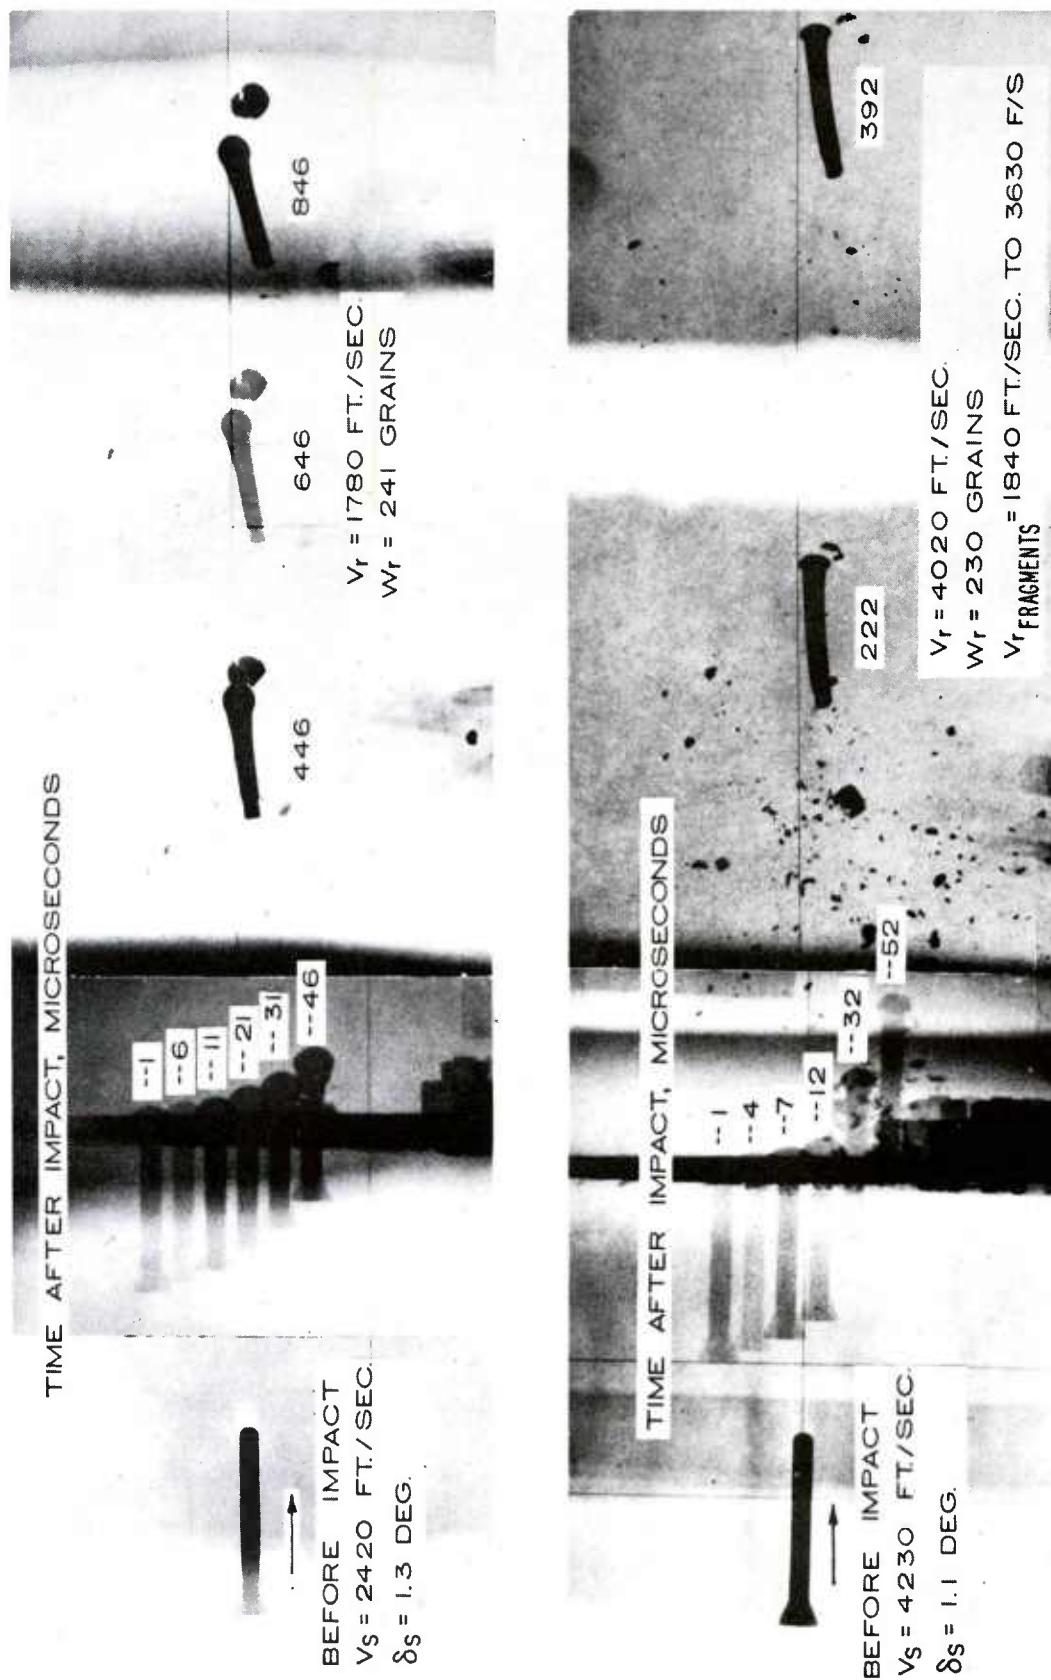 TIME AFTER IMPACT, MICROSECONDS
--1
--6
--11
--21
--31
--46
446
646
846
BEFORE IMPACT
VS = 2420 FT./SEC.
δS = 1.3 DEG.
Vr = 1780 FT./SEC.
Wr = 241 GRAINS
TIME AFTER IMPACT, MICROSECONDS
--1
--4
--7
--12
--32
--52
222
392
BEFORE IMPACT
VS = 4230 FT./SEC.
δS = 1.1 DEG.
Vr = 4020 FT./SEC.
Wr = 230 GRAINS
VrFRAGMENTS = 1840 FT./SEC. TO 3630 F/S